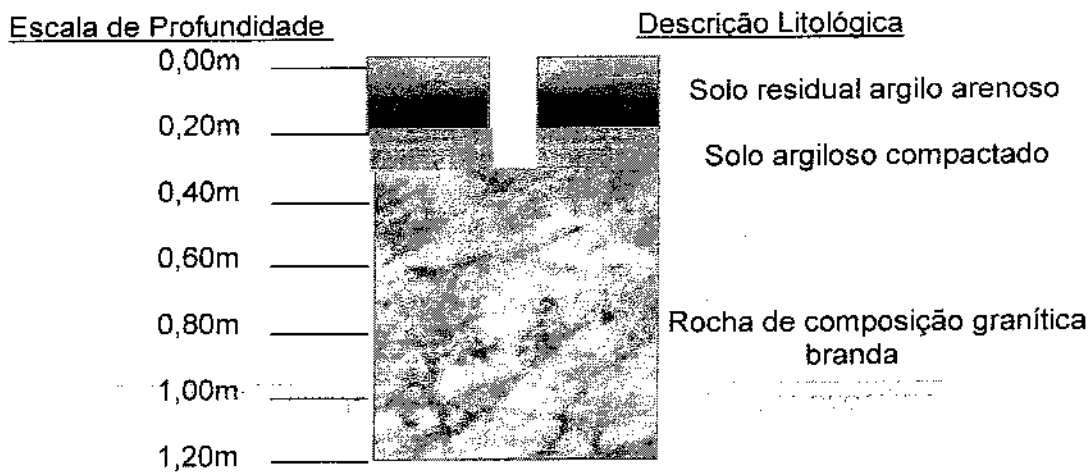 Escala de Profundidade
Descrição Litológica
0,00m
Solo residual argilo arenoso
0,20m
Solo argiloso compactado
0,40m
0,60m
0,80m
Rocha de composição granítica
branda
1,00m
1,20m